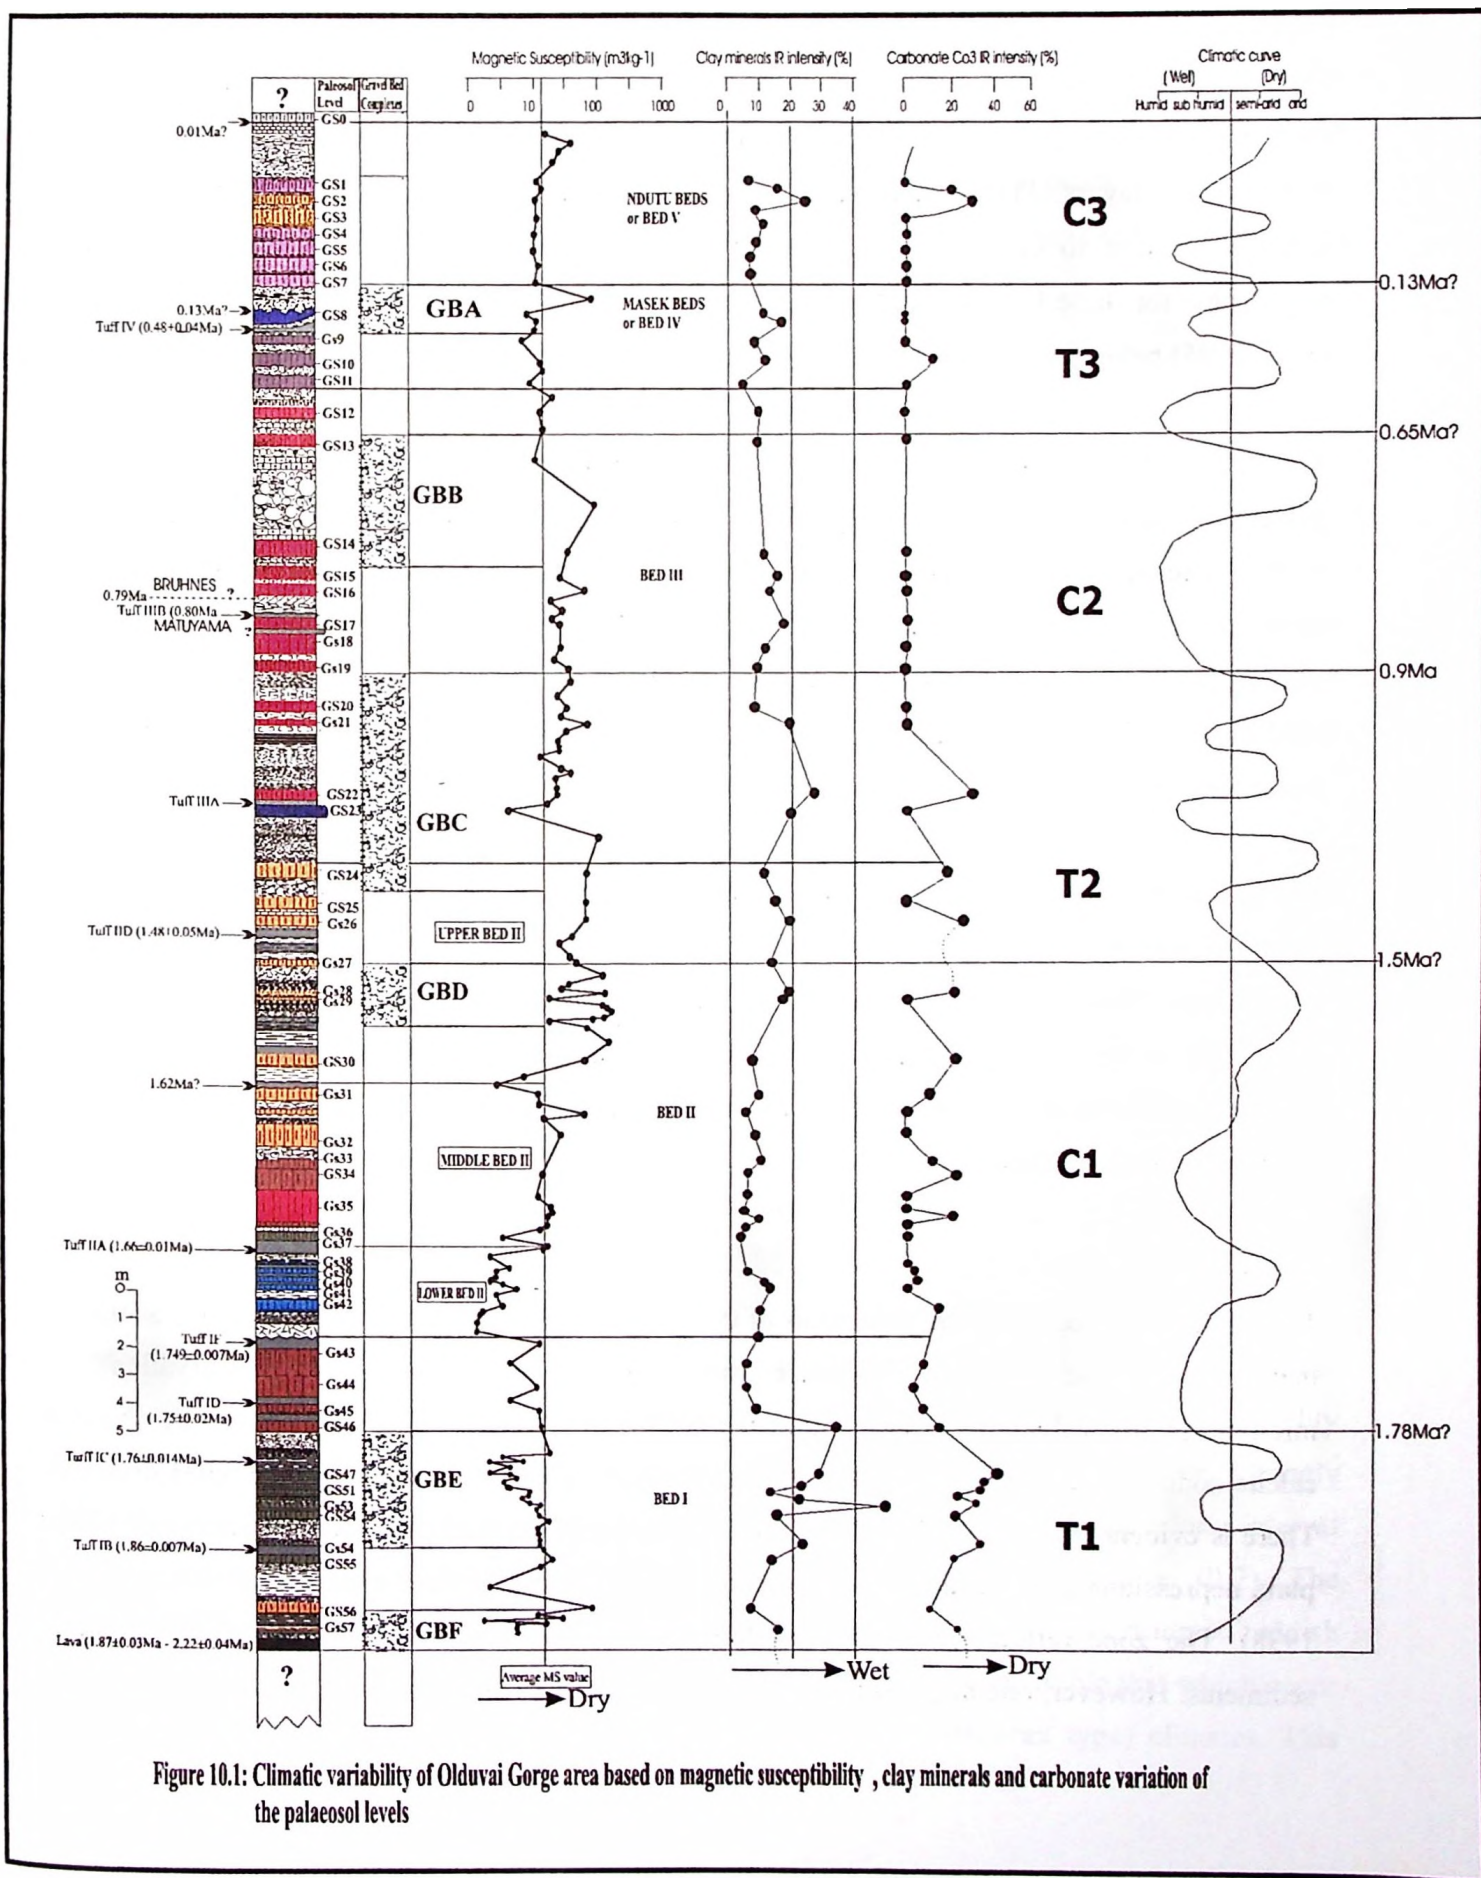 Magnetic Susceptibility (m3kg-1)
Clay minerals IR intensity (%)
Carbonate Co3 IR intensity (%)
Climatic curve
(Wet)
(Dry)
Humid sub humid semi-arid arid
?
Paleosol Level
Gravel Bed Complexes
0 10 100 1000
0 10 20 30 40
0 20 40 60
GS0
0.01Ma?
GS1
GS2
GS3
GS4
GS5
GS6
GS7
NDUTU BEDS
or BED V
C3
0.13Ma?
0.13Ma?
GS8
GBA
MASEK BEDS
or BED IV
Tuff IV (0.48+0.04Ma)
Gs9
GS10
GS11
T3
GS12
0.65Ma?
GS13
GBB
GS14
GS15
GS16
BED III
BRUHNES ?
0.79Ma
Tuff IIIB (0.80Ma
MATUYAMA ?
GS17
Gs18
Gs19
C2
0.9Ma
GS20
Gs21
GS22
Tuff IIIA
GS23
GBC
GS24
GS25
Gs26
T2
Tuff IID (1.48±0.05Ma)
UPPER BED II
Gs27
1.5Ma?
Gs28
Gs29
GBD
GS30
1.62Ma?
Gs31
BED II
Gs32
Gs33
GS34
MIDDLE BED II
C1
Gs35
Gs36
Gs37
Tuff IIA (1.66±0.01Ma)
Gs38
Gs39
Gs40
Gs41
Gs42
LOWER BED II
m
0
1
2
3
4
5
Tuff IF
(1.749±0.007Ma)
Gs43
Gs44
Tuff ID
(1.75±0.02Ma)
Gs45
GS46
1.78Ma?
Tuff IC (1.76±0.014Ma)
GS47
GS51
Gs53
GS54
GBE
BED I
T1
Tuff IB (1.86±0.007Ma)
Gs54
GS55
GS56
Gs57
GBF
Lava (1.87±0.03Ma - 2.22±0.04Ma)
?
Average MS value
Dry
Wet
Dry
Figure 10.1: Climatic variability of Olduvai Gorge area based on magnetic susceptibility , clay minerals and carbonate variation of
the palaeosol levels